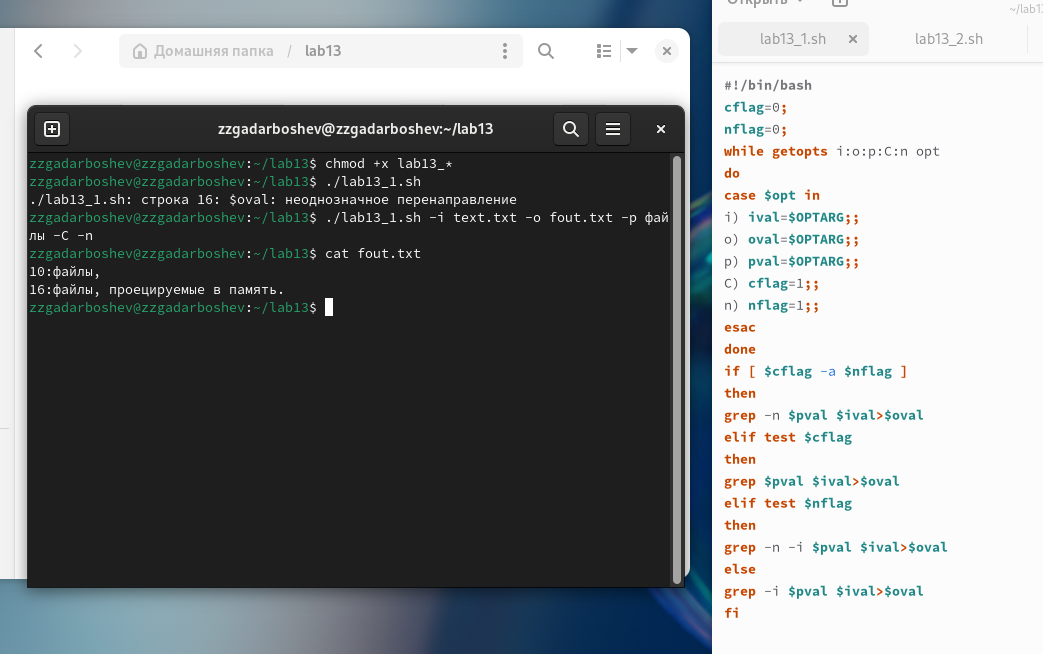 Домашняя папка / lab13
zzgadarboshev@zzgadarboshev:~/lab13
zzgadarboshev@zzgadarboshev:~/lab13$ chmod +x lab13_*
zzgadarboshev@zzgadarboshev:~/lab13$ ./lab13_1.sh
./lab13_1.sh: строка 16: $oval: неоднозначное перенаправление
zzgadarboshev@zzgadarboshev:~/lab13$ ./lab13_1.sh -i text.txt -o fout.txt -p фай
лы -C -n
zzgadarboshev@zzgadarboshev:~/lab13$ cat fout.txt
10:файлы,
16:файлы, проецируемые в память.
zzgadarboshev@zzgadarboshev:~/lab13$
Открыть
~/lab13
lab13_1.sh
lab13_2.sh
#!/bin/bash
cflag=0;
nflag=0;
while getopts i:o:p:C:n opt
do
case $opt in
i) ival=$OPTARG;;
o) oval=$OPTARG;;
p) pval=$OPTARG;;
C) cflag=1;;
n) nflag=1;;
esac
done
if [ $cflag -a $nflag ]
then
grep -n $pval $ival>$oval
elif test $cflag
then
grep $pval $ival>$oval
elif test $nflag
then
grep -n -i $pval $ival>$oval
else
grep -i $pval $ival>$oval
fi